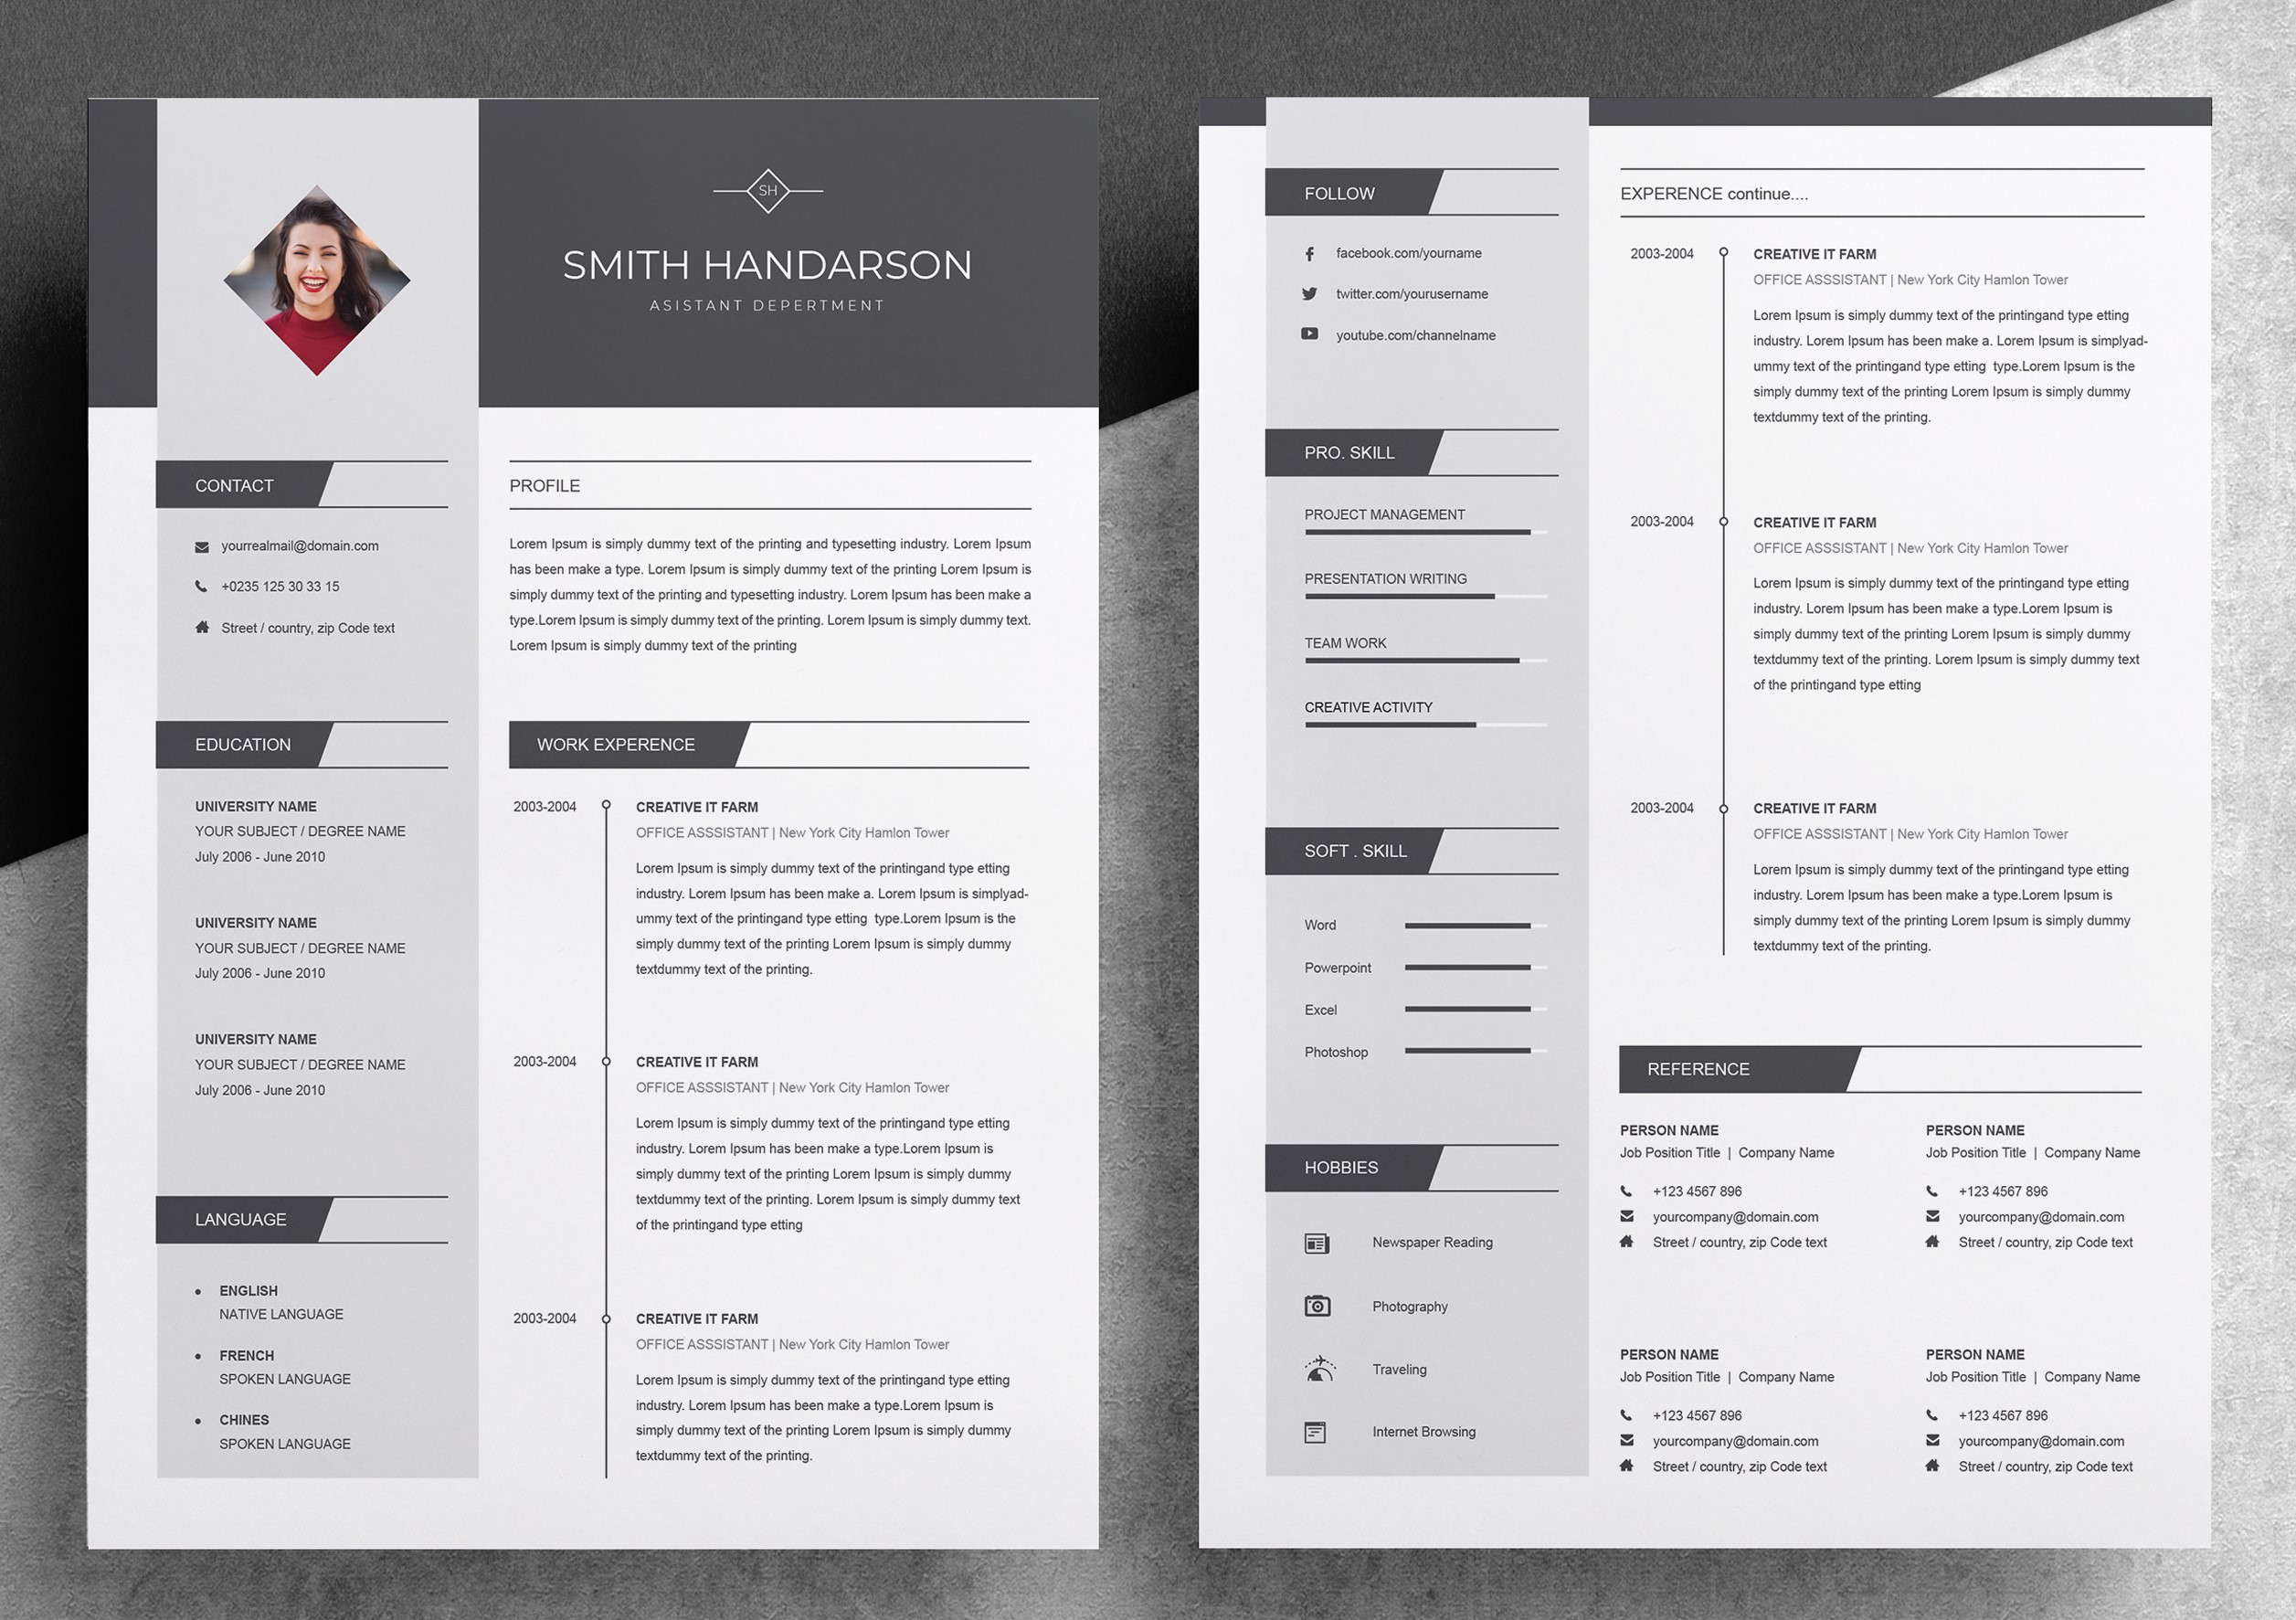 SH
SMITH HANDARSON
ASISTANT DEPERTMENT
CONTACT
yourrealmail@domain.com
+0235 125 30 33 15
Street / country, zip Code text
EDUCATION
UNIVERSITY NAME
YOUR SUBJECT / DEGREE NAME
July 2006 - June 2010
UNIVERSITY NAME
YOUR SUBJECT / DEGREE NAME
July 2006 - June 2010
UNIVERSITY NAME
YOUR SUBJECT / DEGREE NAME
July 2006 - June 2010
LANGUAGE
• ENGLISH
NATIVE LANGUAGE
• FRENCH
SPOKEN LANGUAGE
• CHINES
SPOKEN LANGUAGE
PROFILE
Lorem Ipsum is simply dummy text of the printing and typesetting industry. Lorem Ipsum
has been make a type. Lorem Ipsum is simply dummy text of the printing Lorem Ipsum is
simply dummy text of the printing and typesetting industry. Lorem Ipsum has been make a
type.Lorem Ipsum is simply dummy text of the printing. Lorem Ipsum is simply dummy text.
Lorem Ipsum is simply dummy text of the printing
WORK EXPERENCE
2003-2004
CREATIVE IT FARM
OFFICE ASSSISTANT | New York City Hamlon Tower
Lorem Ipsum is simply dummy text of the printingand type etting
industry. Lorem Ipsum has been make a. Lorem Ipsum is simplyad-
ummy text of the printingand type etting type.Lorem Ipsum is the
simply dummy text of the printing Lorem Ipsum is simply dummy
textdummy text of the printing.
2003-2004
CREATIVE IT FARM
OFFICE ASSSISTANT | New York City Hamlon Tower
Lorem Ipsum is simply dummy text of the printingand type etting
industry. Lorem Ipsum has been make a type.Lorem Ipsum is
simply dummy text of the printing Lorem Ipsum is simply dummy
textdummy text of the printing. Lorem Ipsum is simply dummy text
of the printingand type etting
2003-2004
CREATIVE IT FARM
OFFICE ASSSISTANT | New York City Hamlon Tower
Lorem Ipsum is simply dummy text of the printingand type etting
industry. Lorem Ipsum has been make a type.Lorem Ipsum is
simply dummy text of the printing Lorem Ipsum is simply dummy
textdummy text of the printing.
FOLLOW
facebook.com/yourname
twitter.com/yourusername
youtube.com/channelname
PRO. SKILL
PROJECT MANAGEMENT
PRESENTATION WRITING
TEAM WORK
CREATIVE ACTIVITY
SOFT . SKILL
Word
Powerpoint
Excel
Photoshop
HOBBIES
Newspaper Reading
Photography
Traveling
Internet Browsing
EXPERENCE continue....
2003-2004
CREATIVE IT FARM
OFFICE ASSSISTANT | New York City Hamlon Tower
Lorem Ipsum is simply dummy text of the printingand type etting
industry. Lorem Ipsum has been make a. Lorem Ipsum is simplyad-
ummy text of the printingand type etting type.Lorem Ipsum is the
simply dummy text of the printing Lorem Ipsum is simply dummy
textdummy text of the printing.
2003-2004
CREATIVE IT FARM
OFFICE ASSSISTANT | New York City Hamlon Tower
Lorem Ipsum is simply dummy text of the printingand type etting
industry. Lorem Ipsum has been make a type.Lorem Ipsum is
simply dummy text of the printing Lorem Ipsum is simply dummy
textdummy text of the printing. Lorem Ipsum is simply dummy text
of the printingand type etting
2003-2004
CREATIVE IT FARM
OFFICE ASSSISTANT | New York City Hamlon Tower
Lorem Ipsum is simply dummy text of the printingand type etting
industry. Lorem Ipsum has been make a type.Lorem Ipsum is
simply dummy text of the printing Lorem Ipsum is simply dummy
textdummy text of the printing.
REFERENCE
PERSON NAME
Job Position Title | Company Name
+123 4567 896
yourcompany@domain.com
Street / country, zip Code text
PERSON NAME
Job Position Title | Company Name
+123 4567 896
yourcompany@domain.com
Street / country, zip Code text
PERSON NAME
Job Position Title | Company Name
+123 4567 896
yourcompany@domain.com
Street / country, zip Code text
PERSON NAME
Job Position Title | Company Name
+123 4567 896
yourcompany@domain.com
Street / country, zip Code text